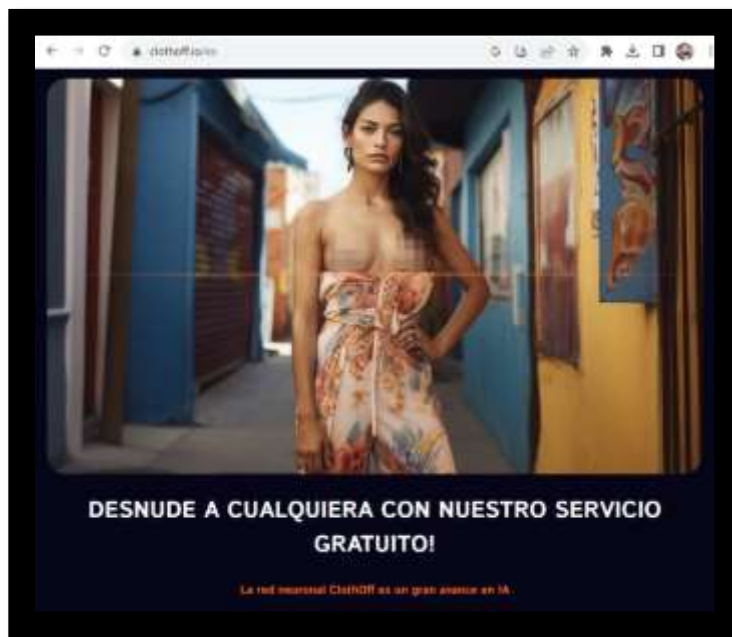 DESNUDE A CUALQUIERA CON NUESTRO SERVICIO
GRATUITO!
La red neuronal ClothOff es un gran avance en IA